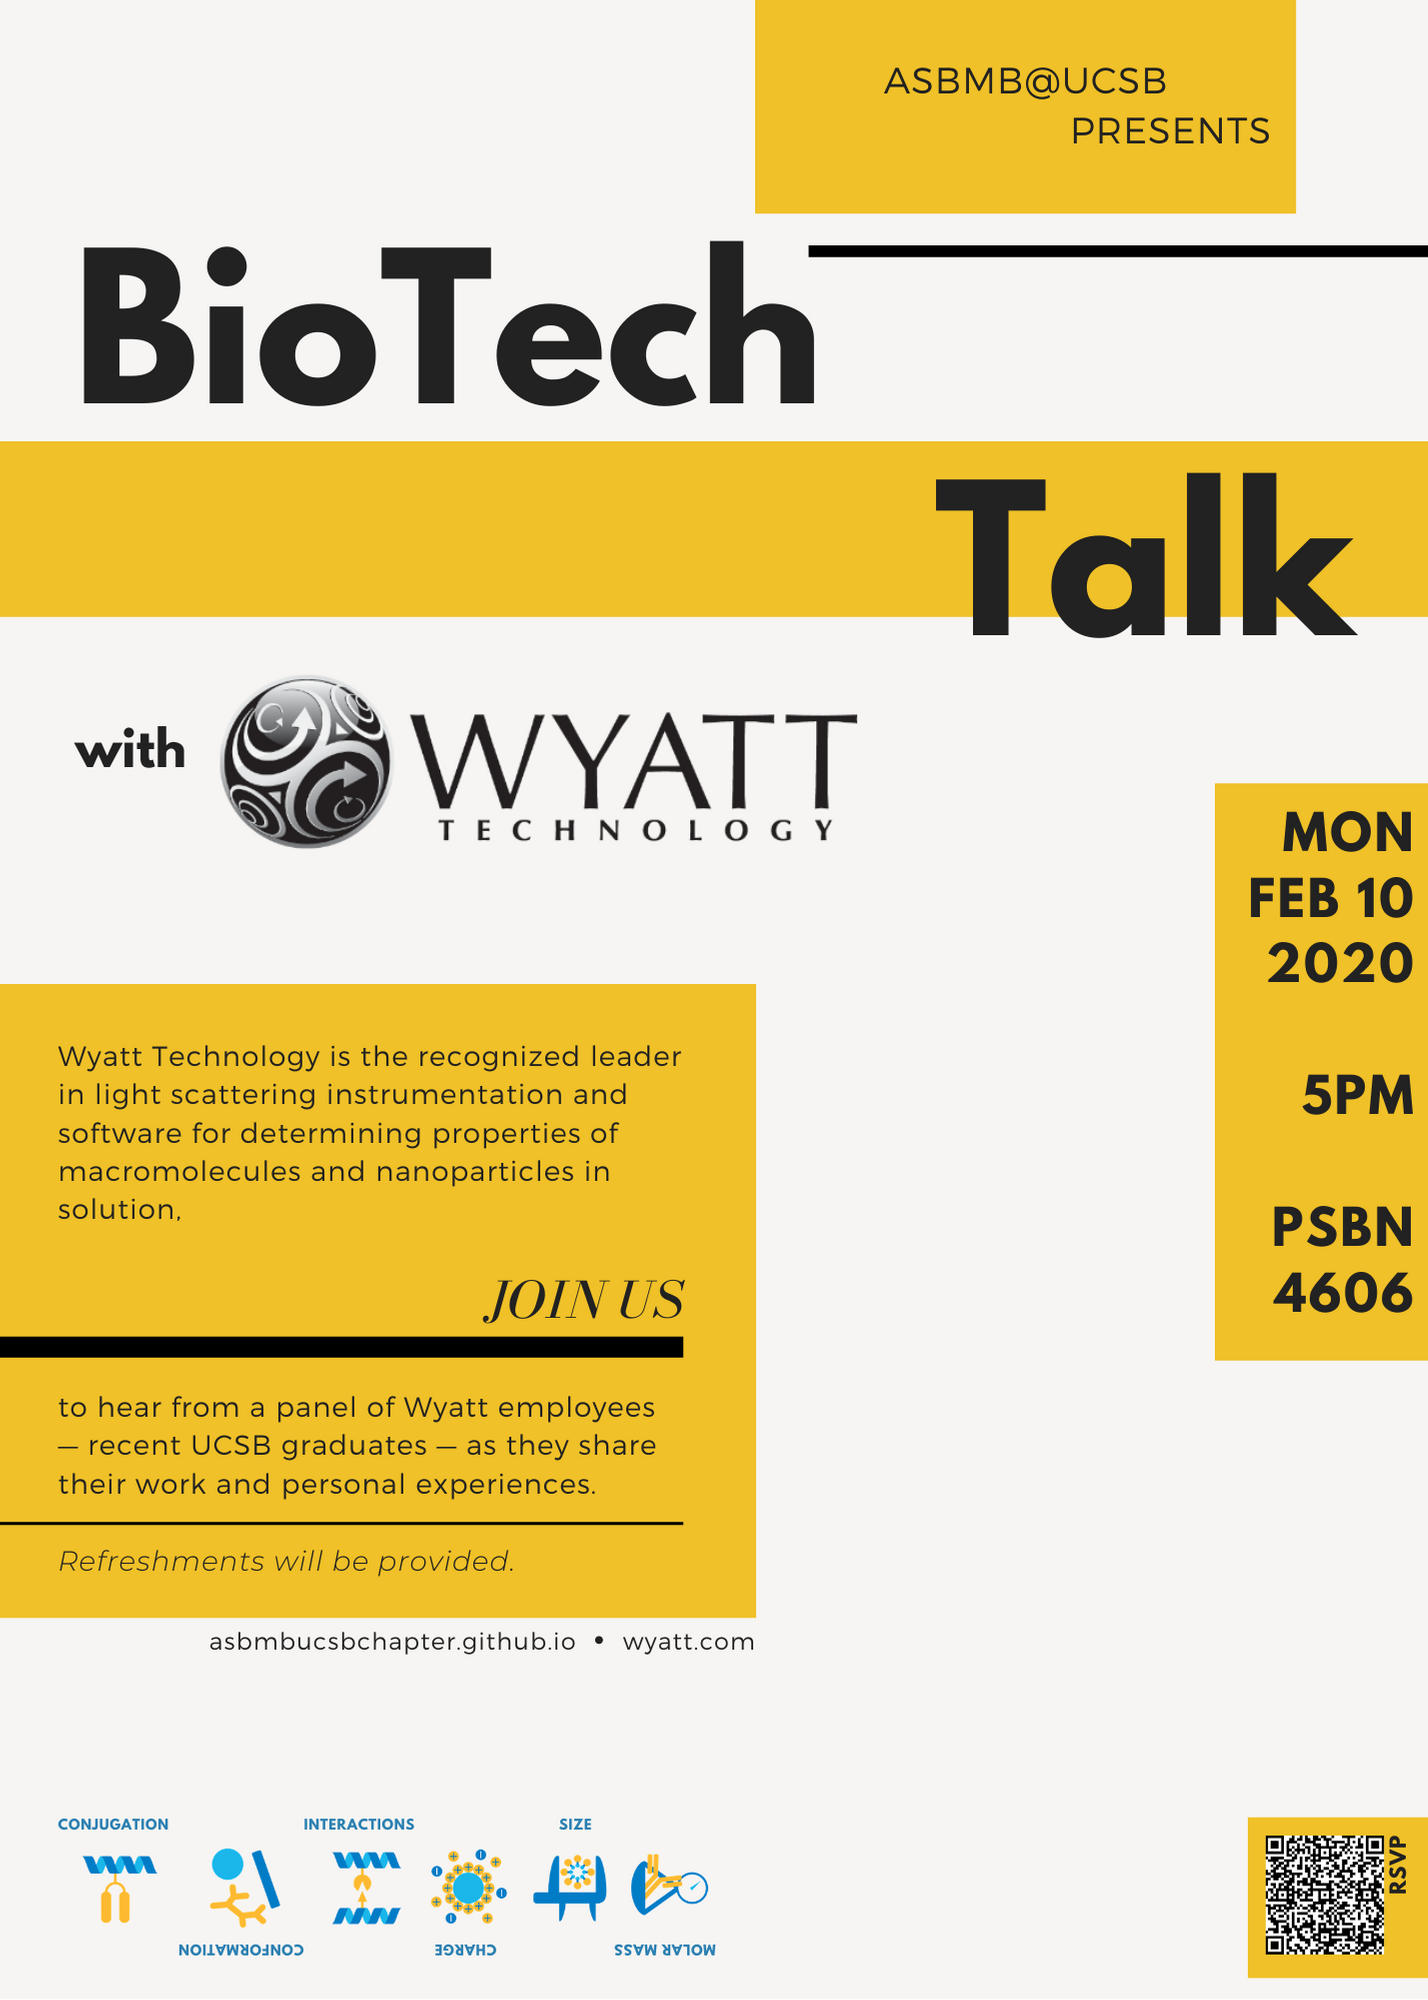 ASBMB@UCSB
PRESENTS
BioTech
Talk
with
WYATT
TECHNOLOGY
MON
FEB 10
2020
5PM
PSBN
4606
Wyatt Technology is the recognized leader
in light scattering instrumentation and
software for determining properties of
macromolecules and nanoparticles in
solution,
JOIN US
to hear from a panel of Wyatt employees
— recent UCSB graduates — as they share
their work and personal experiences.
Refreshments will be provided.
asbmbucsbchapter.github.io • wyatt.com
CONJUGATION
INTERACTIONS
SIZE
CONFORMATION
CHARGE
MOLAR MASS
RSVP